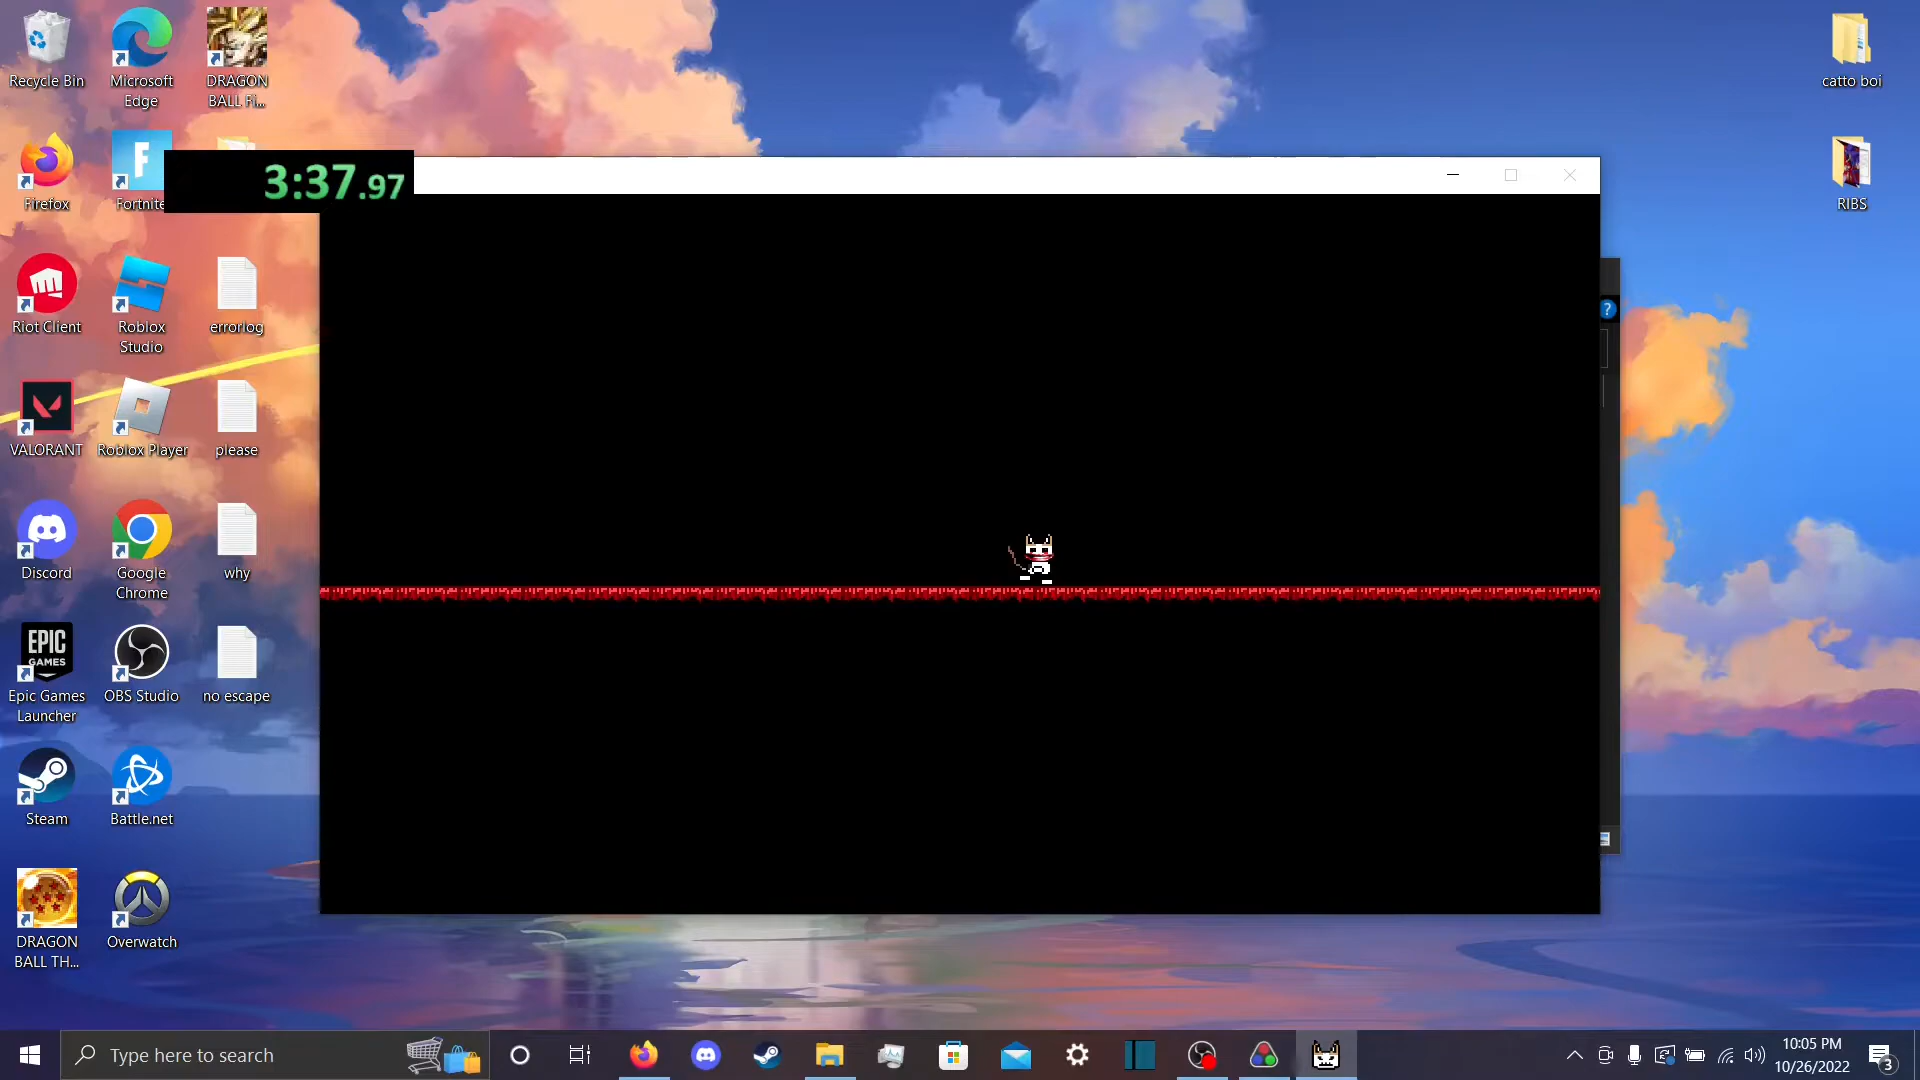 Recycle Bin
Microsoft
Edge
DRAGON
BALL Fi...
catto boi
3:37.97
Firefox
Fortnite
RIBS
Riot Client
Roblox
Studio
errorlog
VALORANT
Roblox Player
please
Discord
Google
Chrome
why
EPIC
GAMES
Epic Games
Launcher
OBS Studio
no escape
Steam
Battle.net
DRAGON
BALL TH...
Overwatch
Type here to search
10:05 PM
10/26/2022
3